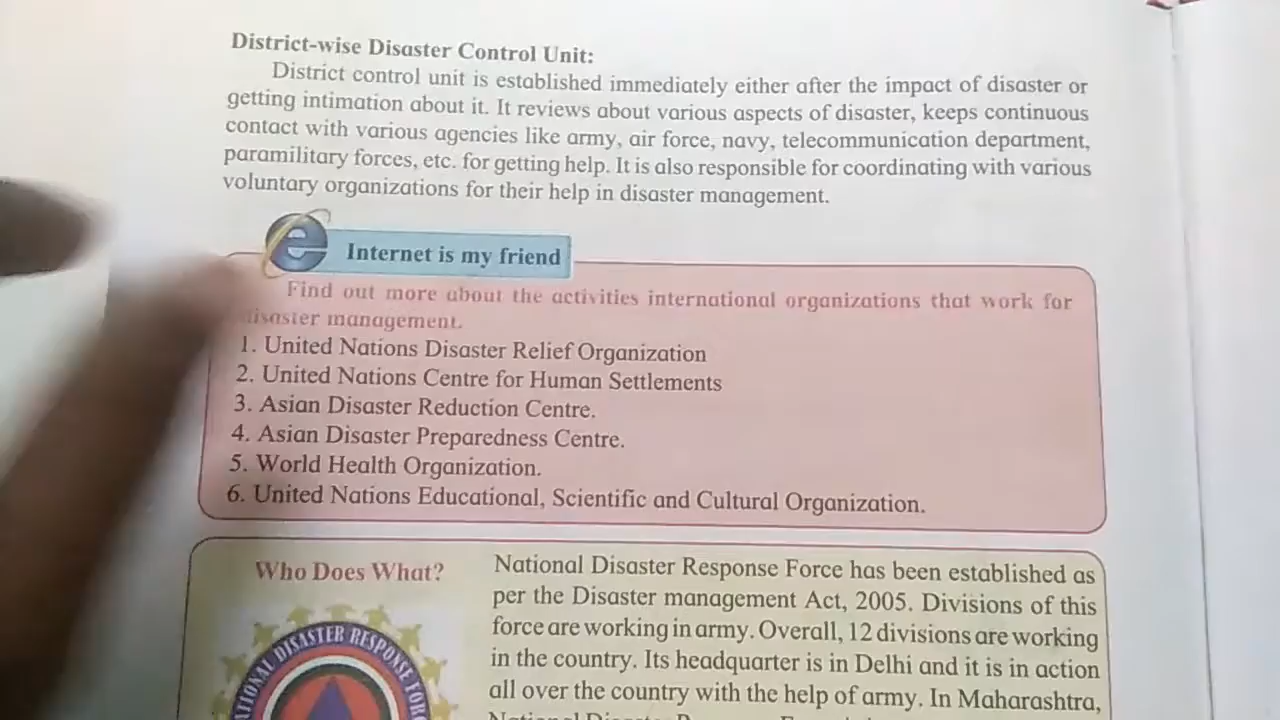 District-wise Disaster Control Unit:
District control unit is established immediately either after the impact of disaster or
getting intimation about it. It reviews about various aspects of disaster, keeps continuous
contact with various agencies like army, air force, navy, telecommunication department,
paramilitary forces, etc. for getting help. It is also responsible for coordinating with various
voluntary organizations for their help in disaster management.
Internet is my friend
Find out more about the activities international organizations that work for
disaster management.
1. United Nations Disaster Relief Organization
2. United Nations Centre for Human Settlements
3. Asian Disaster Reduction Centre.
4. Asian Disaster Preparedness Centre.
5. World Health Organization.
6. United Nations Educational, Scientific and Cultural Organization.
Who Does What?
NATIONAL DISASTER RESPONSE FORC
National Disaster Response Force has been established as
per the Disaster management Act, 2005. Divisions of this
force are working in army. Overall, 12 divisions are working
in the country. Its headquarter is in Delhi and it is in action
all over the country with the help of army. In Maharashtra,